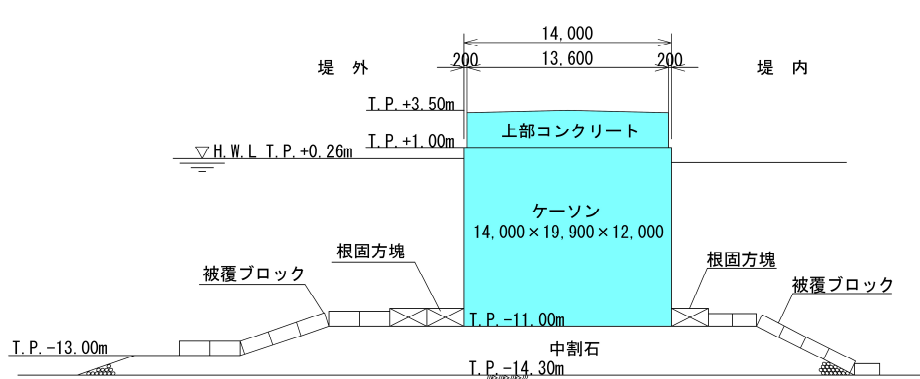 14,000
堤 外
200
13,600
200
堤 内
T.P.+3.50m
上部コンクリート
T.P.+1.00m
H.W.L T.P.+0.26m
ケーソン
14,000×19,900×12,000
根固方塊
根固方塊
被覆ブロック
被覆ブロック
T.P.-11.00m
T.P.-13.00m
中割石
T.P.-14.30m